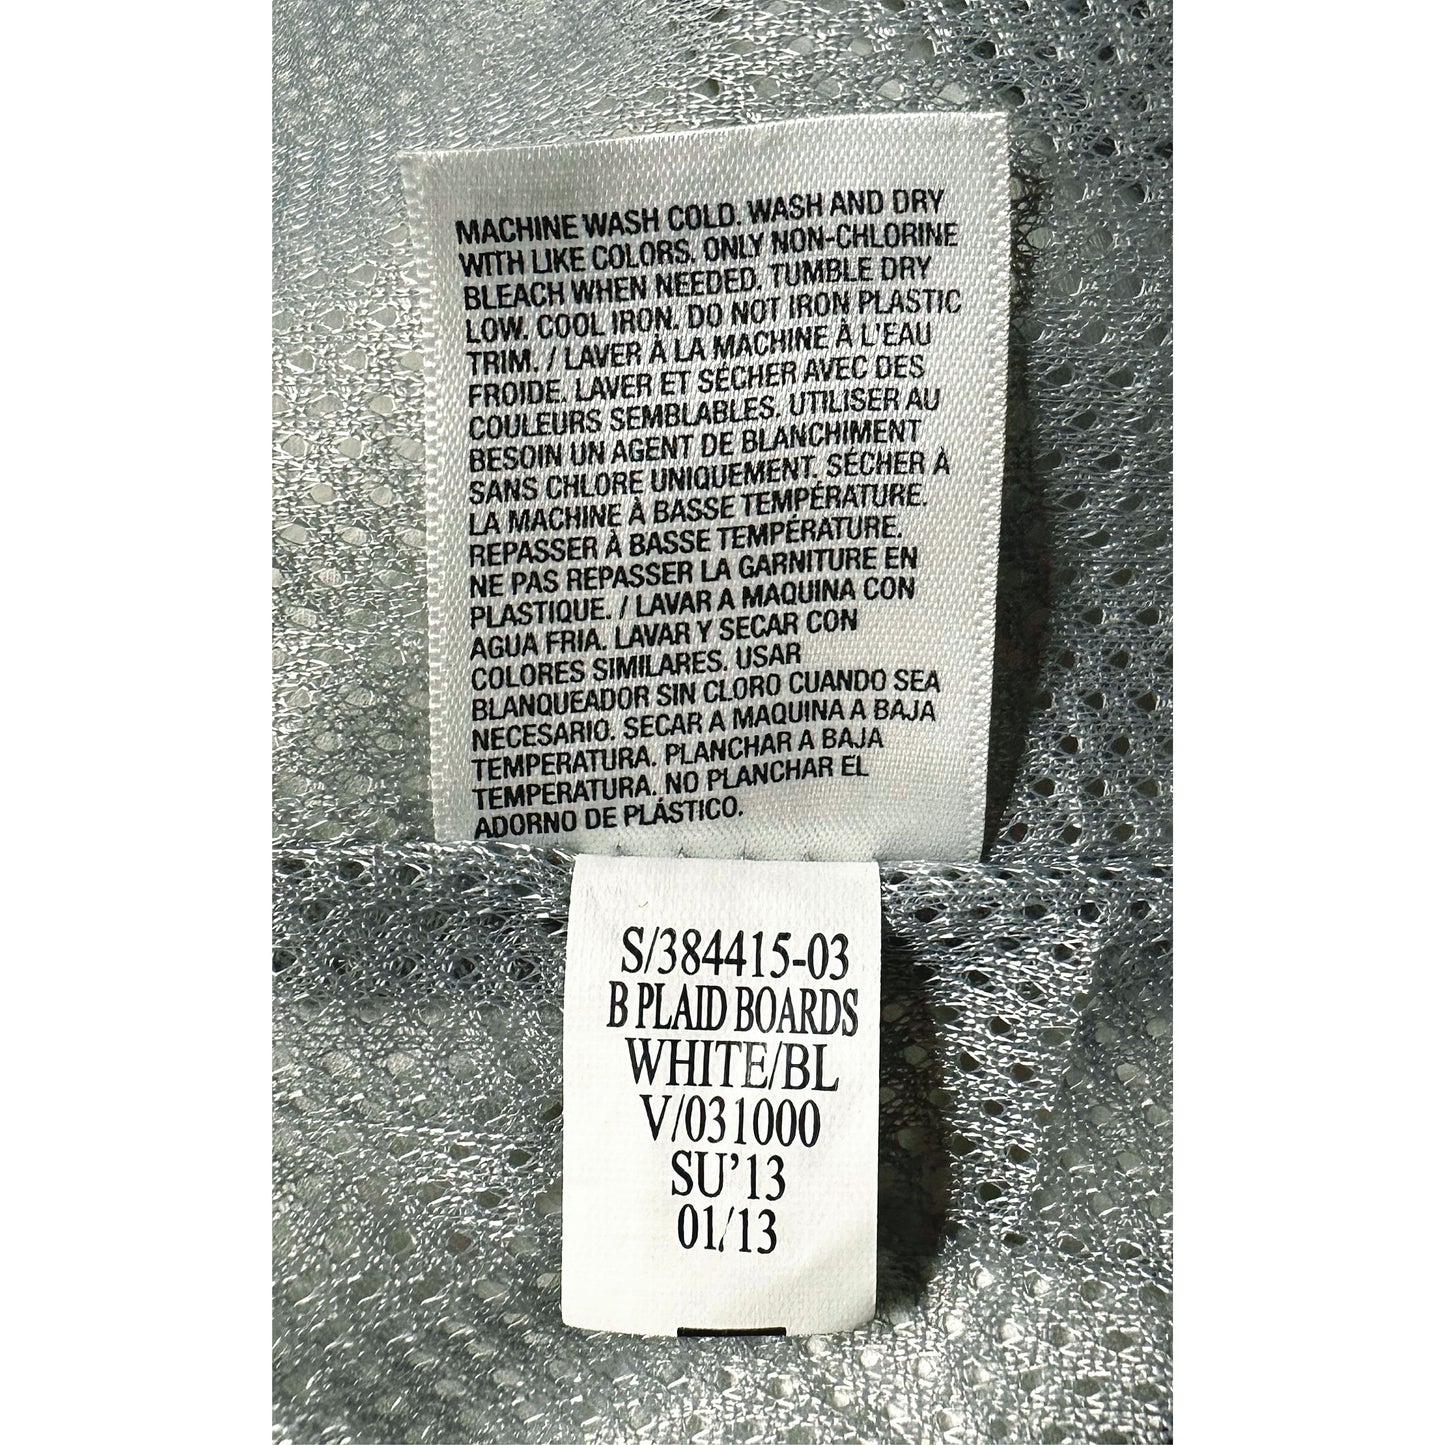 MACHINE WASH COLD. WASH AND DRY
WITH LIKE COLORS. ONLY NON-CHLORINE
BLEACH WHEN NEEDED. TUMBLE DRY
LOW. COOL IRON. DO NOT IRON PLASTIC
TRIM. / LAVER À LA MACHINE À L'EAU
FROIDE. LAVER ET SÉCHER AVEC DES
COULEURS SEMBLABLES. UTILISER AU
BESOIN UN AGENT DE BLANCHIMENT
SANS CHLORE UNIQUEMENT. SÉCHER À
LA MACHINE À BASSE TEMPÉRATURE.
REPASSER À BASSE TEMPÉRATURE.
NE PAS REPASSER LA GARNITURE EN
PLASTIQUE. / LAVAR A MAQUINA CON
AGUA FRIA. LAVAR Y SECAR CON
COLORES SIMILARES. USAR
BLANQUEADOR SIN CLORO CUANDO SEA
NECESARIO. SECAR A MAQUINA A BAJA
TEMPERATURA. PLANCHAR A BAJA
TEMPERATURA. NO PLANCHAR EL
ADORNO DE PLÁSTICO.
S/384415-03
B PLAID BOARDS
WHITE/BL
V/031000
SU'13
01/13